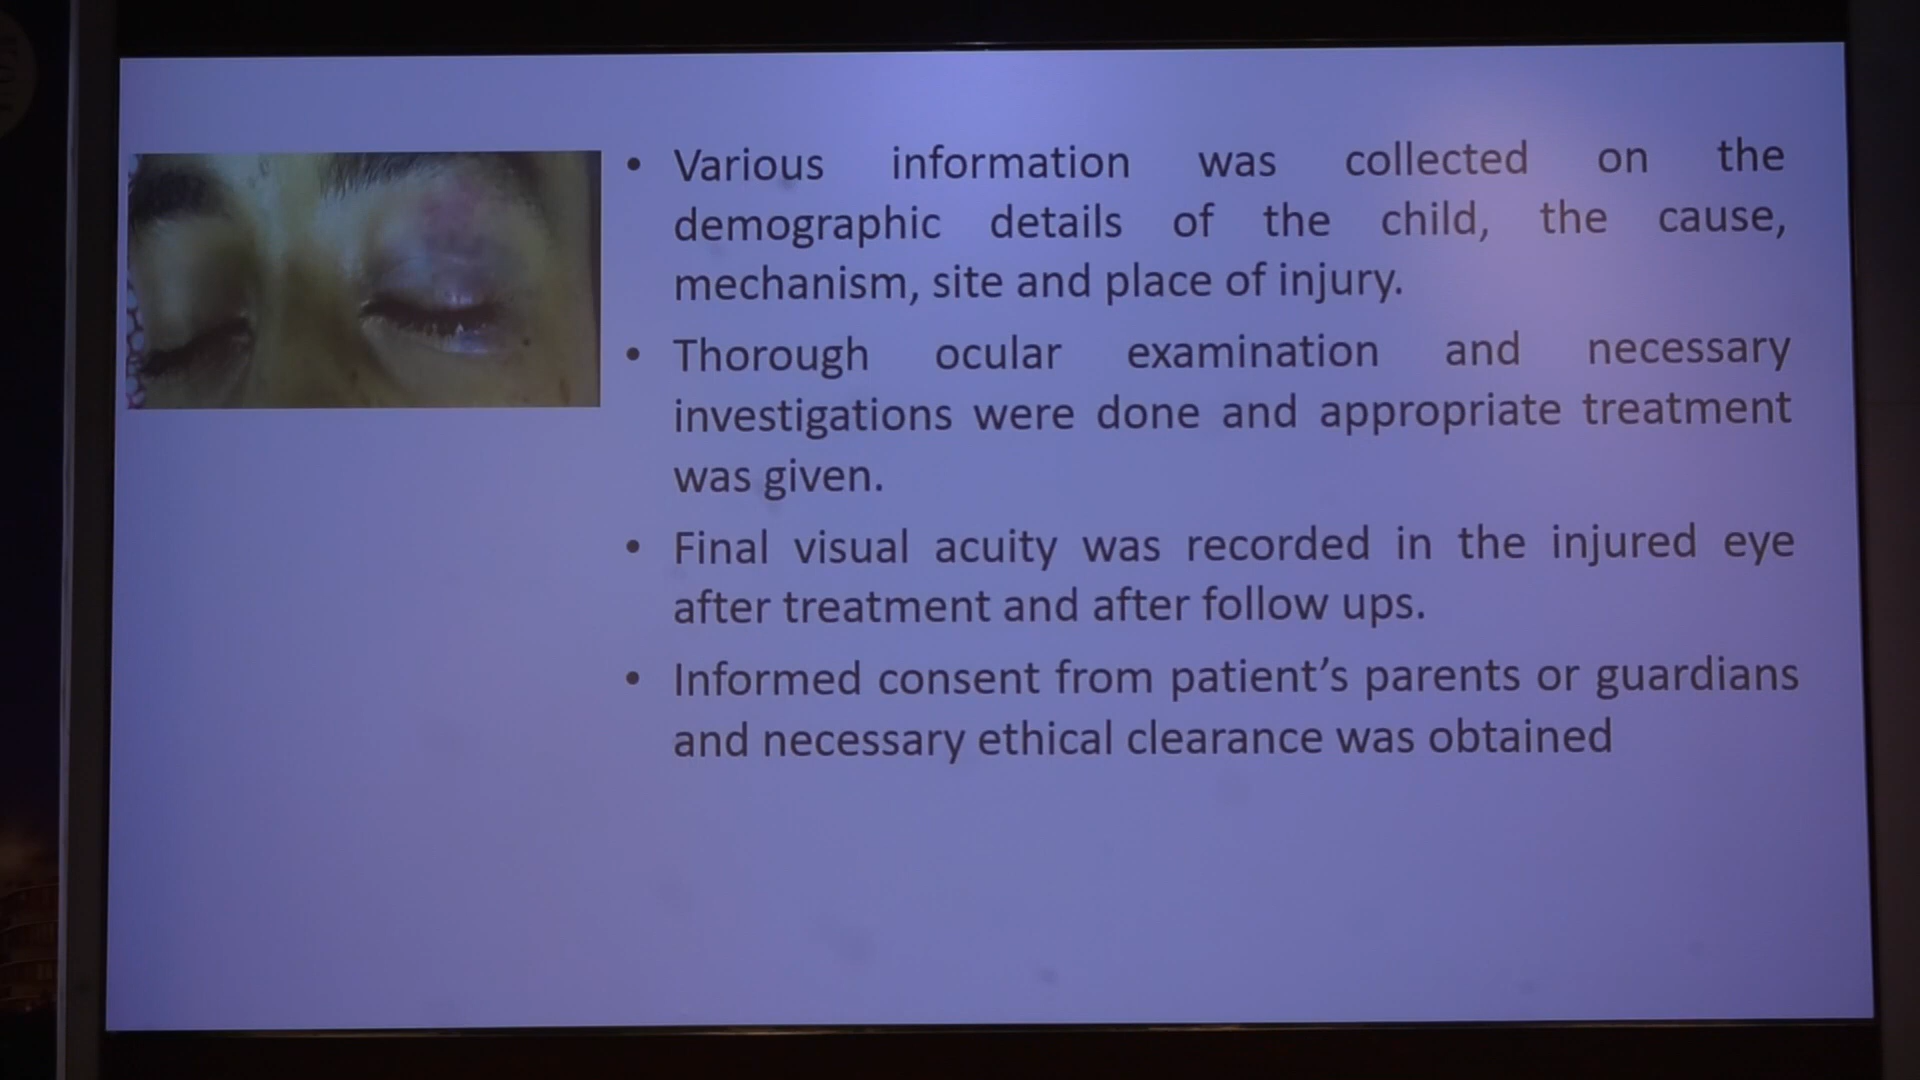 • Various information was collected on the
demographic details of the child, the cause,
mechanism, site and place of injury.
• Thorough ocular examination and necessary
investigations were done and appropriate treatment
was given.
• Final visual acuity was recorded in the injured eye
after treatment and after follow ups.
• Informed consent from patient’s parents or guardians
and necessary ethical clearance was obtained